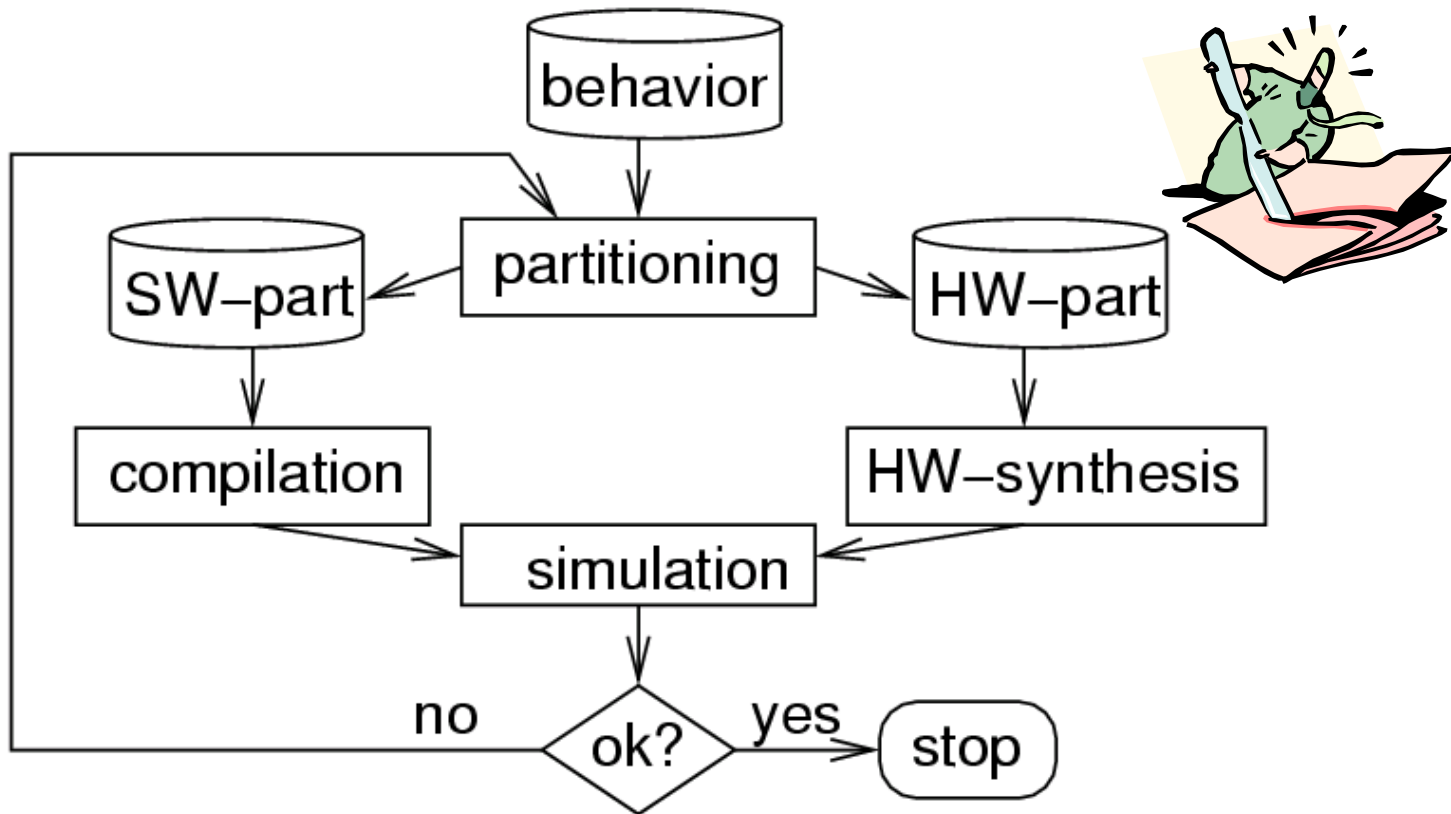 behavior
partitioning
SW–part
HW–part
compilation
HW–synthesis
simulation
no
ok?
yes
stop